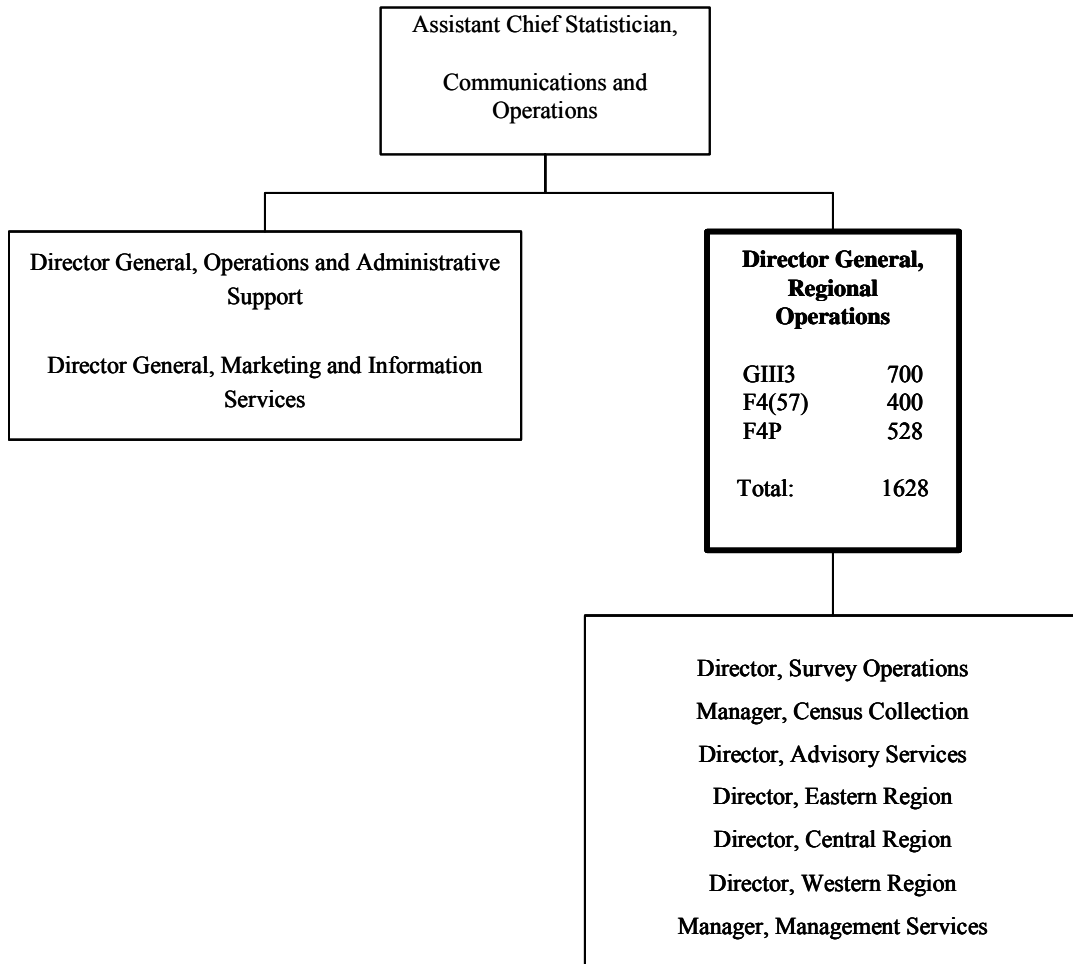 Assistant Chief Statistician,
Communications and
Operations
Director General, Operations and Administrative
Support
Director General, Marketing and Information
Services
Director General,
Regional
Operations
GIII3 700
F4(57) 400
F4P 528
Total: 1628
Director, Survey Operations
Manager, Census Collection
Director, Advisory Services
Director, Eastern Region
Director, Central Region
Director, Western Region
Manager, Management Services